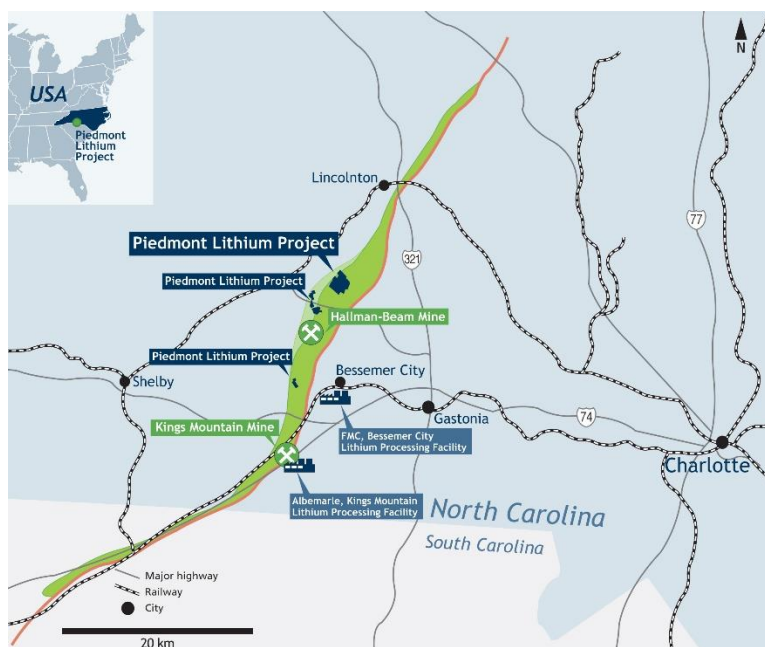 N
USA
Piedmont
Lithium
Project
Lincolnton
77
Piedmont Lithium Project
321
Piedmont Lithium Project
Hallman-Beam Mine
Piedmont Lithium Project
Shelby
Bessemer City
Gastonia
74
Kings Mountain Mine
FMC, Bessemer City
Lithium Processing Facility
Charlotte
Albemarle, Kings Mountain
Lithium Processing Facility
North Carolina
South Carolina
Major highway
Railway
City
20 km